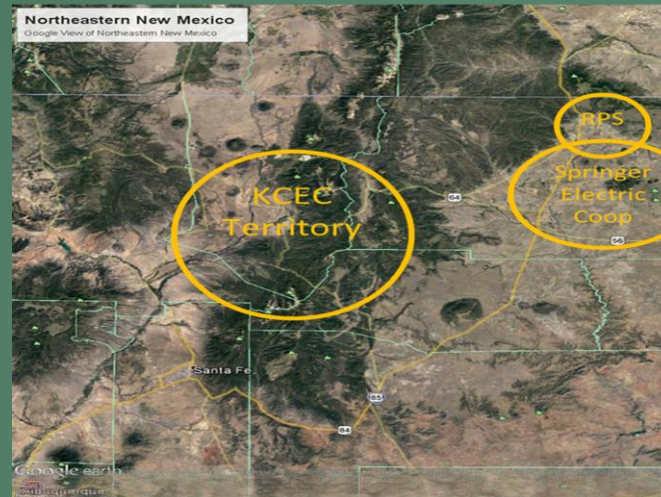 Northeastern New Mexico
Google View of Northeastern New Mexico
RPS
Springer
Electric
Coop
KCEC
Territory
64
56
Santa Fe
85
84
Google earth
Albuquerque